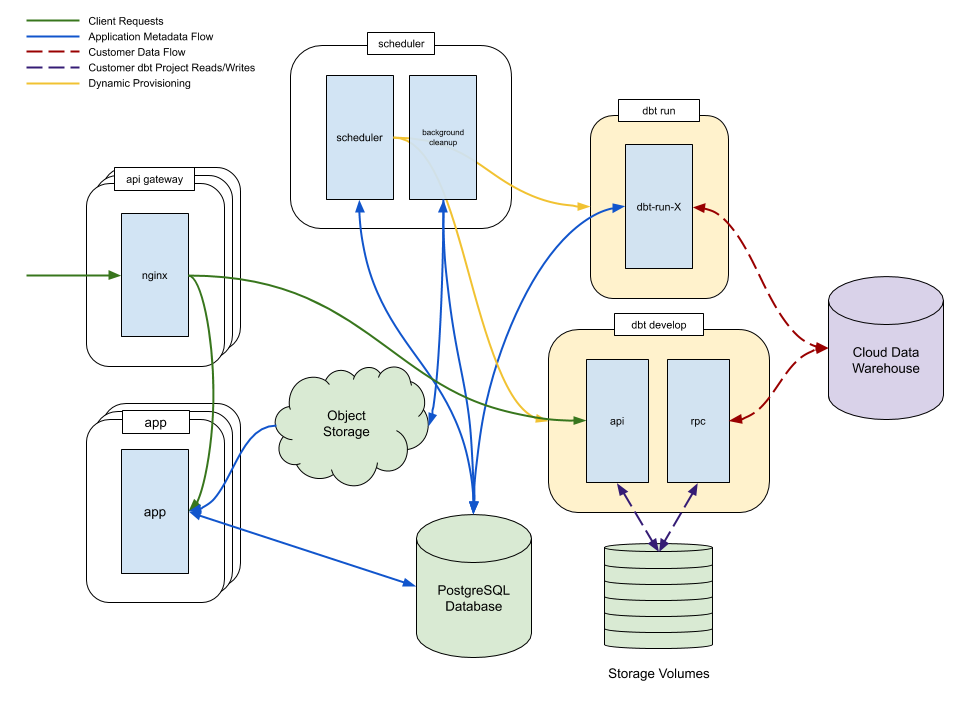 Client Requests
Application Metadata Flow
Customer Data Flow
Customer dbt Project Reads/Writes
Dynamic Provisioning
scheduler
scheduler
background
cleanup
dbt run
dbt-run-X
api gateway
nginx
dbt develop
api
rpc
Cloud Data
Warehouse
Object
Storage
app
app
PostgreSQL
Database
Storage Volumes